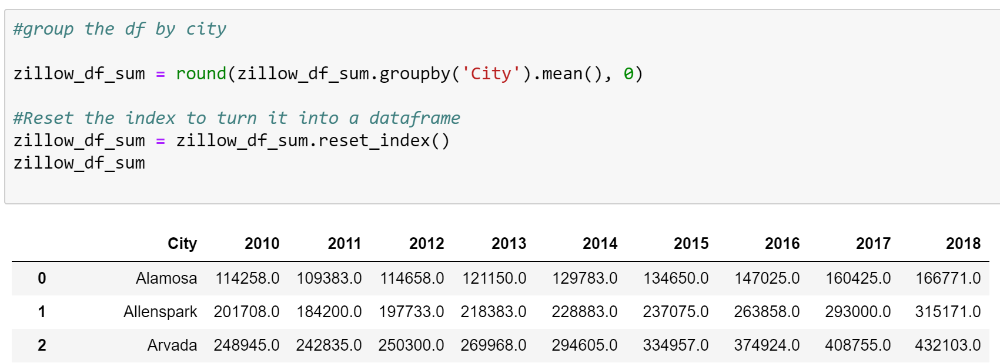 #group the df by city
zillow_df_sum = round(zillow_df_sum.groupby('City').mean(), 0)
#Reset the index to turn it into a dataframe
zillow_df_sum = zillow_df_sum.reset_index()
zillow_df_sum
City 2010 2011 2012 2013 2014 2015 2016 2017 2018
0 Alamosa 114258.0 109383.0 114658.0 121150.0 129783.0 134650.0 147025.0 160425.0 166771.0
1 Allenspark 201708.0 184200.0 197733.0 218383.0 228883.0 237075.0 263858.0 293000.0 315171.0
2 Arvada 248945.0 242835.0 250300.0 269968.0 294605.0 334957.0 374924.0 408755.0 432103.0